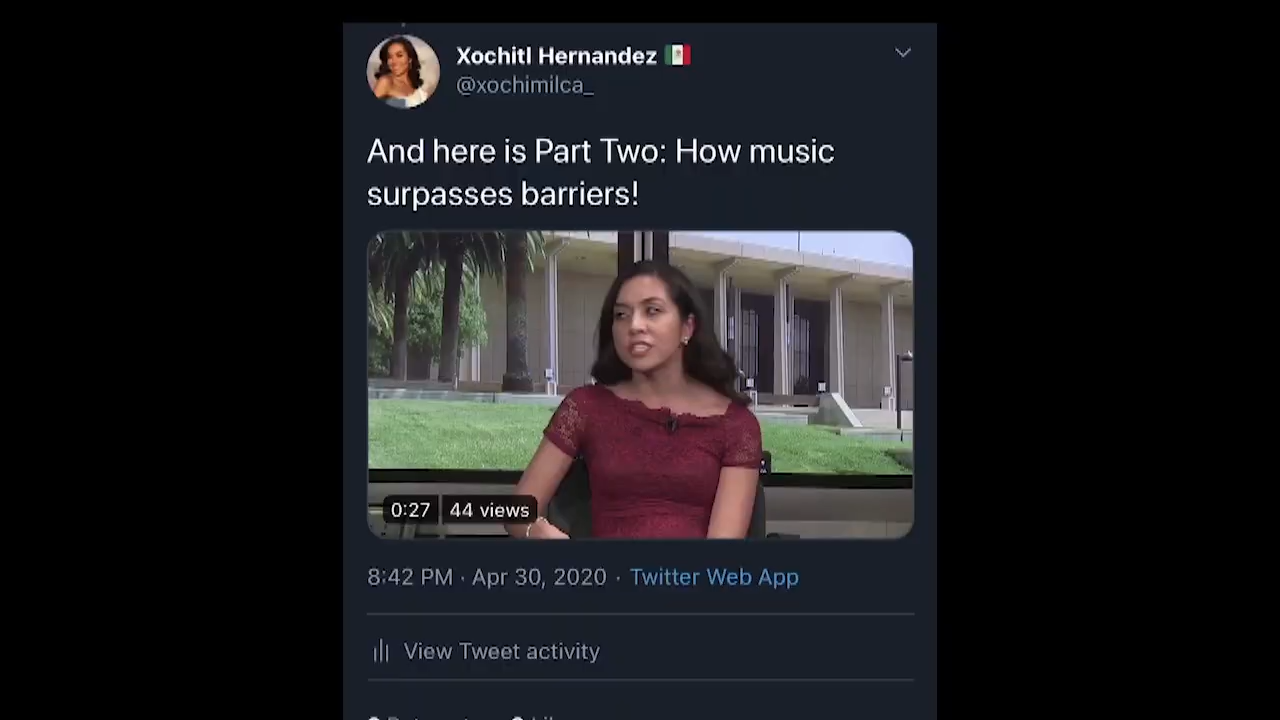 Xochitl Hernandez 🇲🇽
@xochimilca_
And here is Part Two: How music
surpasses barriers!
0:27 44 views
8:42 PM · Apr 30, 2020 · Twitter Web App
View Tweet activity